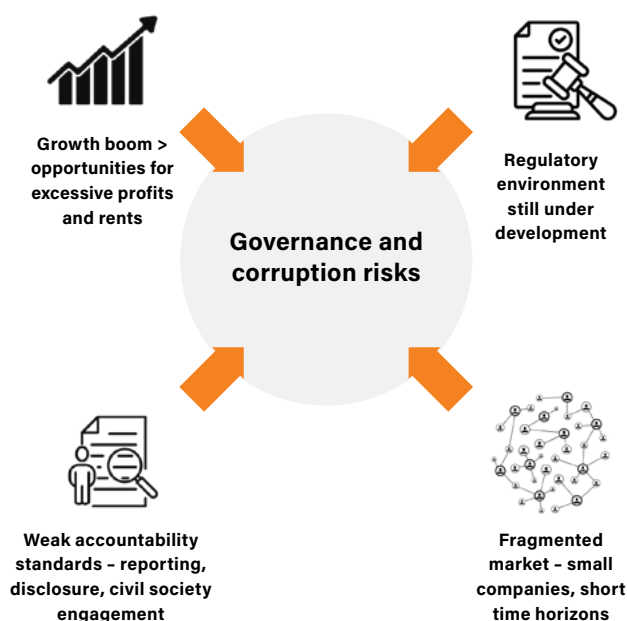 Growth boom >
opportunities for
excessive profits
and rents
Regulatory
environment
still under
development
Governance and
corruption risks
Weak accountability
standards – reporting,
disclosure, civil society
engagement
Fragmented
market – small
companies, short
time horizons